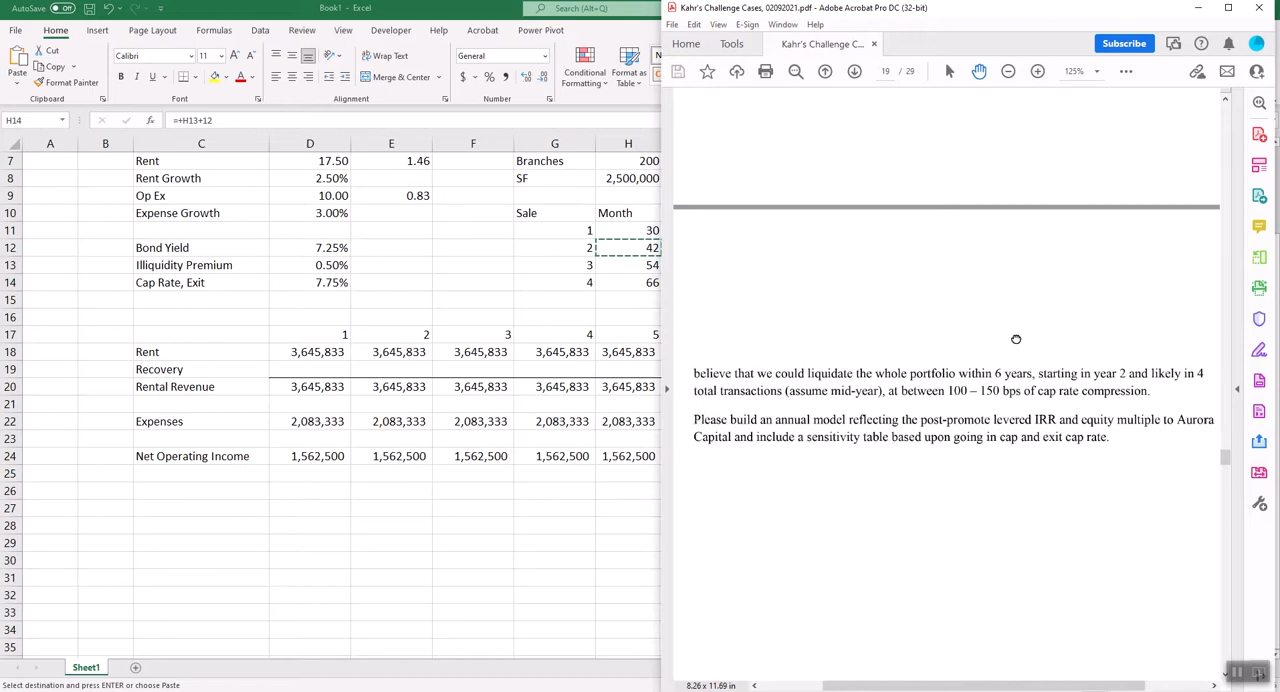 AutoSave Off Book1 - Excel Search (Alt+Q)
File Home Insert Page Layout Formulas Data Review View Developer Help Acrobat Power Pivot
Paste Cut Copy Format Painter Clipboard
Calibri 11 A A B I U A Font
Wrap Text Merge & Center Alignment
General $ % Number
Conditional Formatting Format as Table
H14 fx =+H13+12
A B C D E F G H
7 Rent 17.50 1.46 Branches 200
8 Rent Growth 2.50% SF 2,500,000
9 Op Ex 10.00 0.83
10 Expense Growth 3.00% Sale Month
11 1 30
12 Bond Yield 7.25% 2 42
13 Illiquidity Premium 0.50% 3 54
14 Cap Rate, Exit 7.75% 4 66
15
16
17 1 2 3 4 5
18 Rent 3,645,833 3,645,833 3,645,833 3,645,833 3,645,833
19 Recovery
20 Rental Revenue 3,645,833 3,645,833 3,645,833 3,645,833 3,645,833
21
22 Expenses 2,083,333 2,083,333 2,083,333 2,083,333 2,083,333
23
24 Net Operating Income 1,562,500 1,562,500 1,562,500 1,562,500 1,562,500
25
26
27
28
29
30
31
32
33
34
35
Sheet1
Select destination and press ENTER or choose Paste
Kahr's Challenge Cases, 02092021.pdf - Adobe Acrobat Pro DC (32-bit)
File Edit View E-Sign Window Help
Home Tools Kahr's Challenge C... × Subscribe
19 / 29 125%
believe that we could liquidate the whole portfolio within 6 years, starting in year 2 and likely in 4
total transactions (assume mid-year), at between 100 – 150 bps of cap rate compression.
Please build an annual model reflecting the post-promote levered IRR and equity multiple to Aurora
Capital and include a sensitivity table based upon going in cap and exit cap rate.
8.26 x 11.69 in